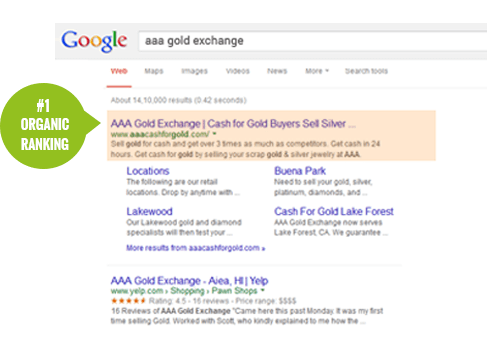 Google aaa gold exchange
Web Maps Images Videos News More Search tools
About 14,10,000 results (0.42 seconds)
#1
ORGANIC
RANKING
AAA Gold Exchange | Cash for Gold Buyers Sell Silver ...
www.aaacashforgold.com/
Sell gold for cash and get over 3 times as much as competitors. Get cash in 24
hours. Get cash for gold by selling your scrap gold & silver jewelry at AAA.
Locations
The following are our retail
locations. Drop by anytime with ...
Buena Park
Need to sell your gold, silver,
platinum, diamonds, and ...
Lakewood
Our Lakewood gold and diamond
specialists will then test your ...
Cash For Gold Lake Forest
AAA Gold Exchange now serves
Lake Forest, CA. We guarantee ...
More results from aaacashforgold.com »
AAA Gold Exchange - Aiea, HI | Yelp
www.yelp.com › Shopping › Pawn Shops
Rating: 4.5 - 16 reviews - Price range: $$$$
16 Reviews of AAA Gold Exchange "Came here this past Monday. It was my first
time selling Gold. Worked with Scott, who kindly explained to me how the ...